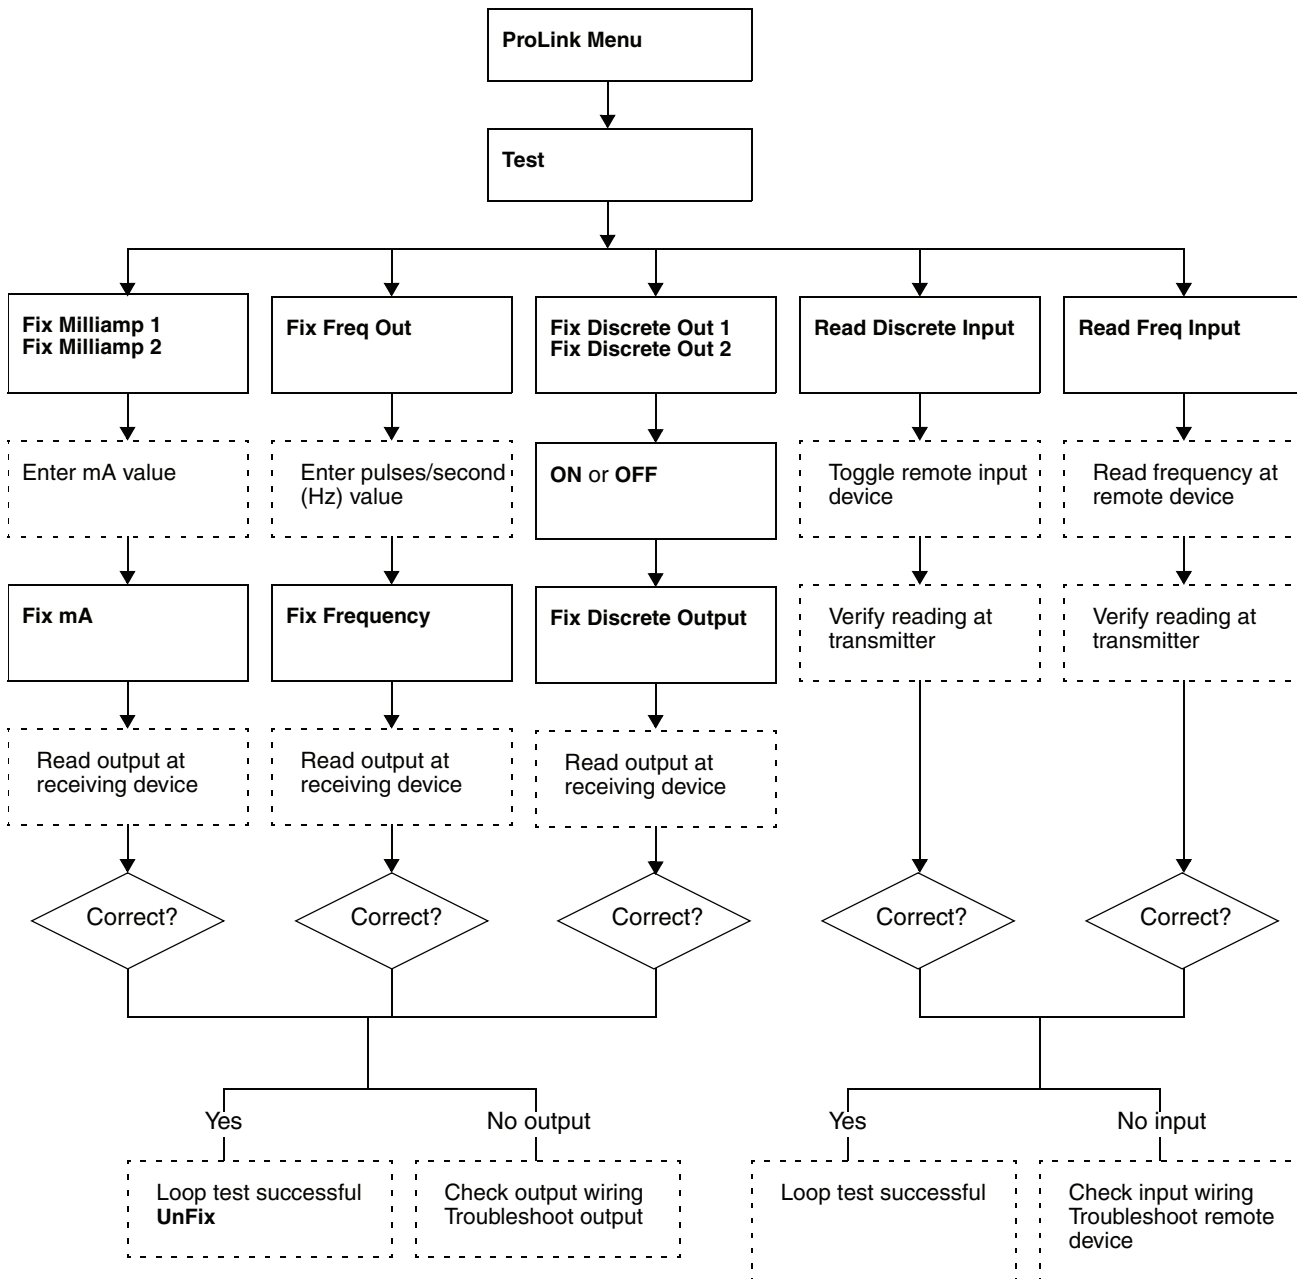 ProLink Menu
Test
Fix Milliamp 1
Fix Milliamp 2
Fix Freq Out
Fix Discrete Out 1
Fix Discrete Out 2
Read Discrete Input
Read Freq Input
Enter mA value
Enter pulses/second
(Hz) value
ON or OFF
Toggle remote input
device
Read frequency at
remote device
Fix mA
Fix Frequency
Fix Discrete Output
Verify reading at
transmitter
Verify reading at
transmitter
Read output at
receiving device
Read output at
receiving device
Read output at
receiving device
Correct?
Correct?
Correct?
Correct?
Correct?
Yes
No output
Yes
No input
Loop test successful
UnFix
Check output wiring
Troubleshoot output
Loop test successful
Check input wiring
Troubleshoot remote
device